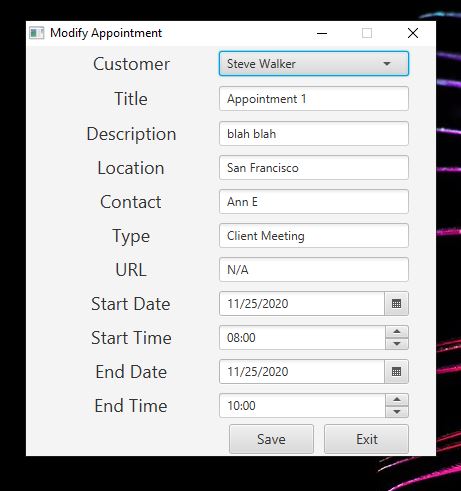 Modify Appointment
Customer Steve Walker
Title Appointment 1
Description blah blah
Location San Francisco
Contact Ann E
Type Client Meeting
URL N/A
Start Date 11/25/2020
Start Time 08:00
End Date 11/25/2020
End Time 10:00
Save Exit